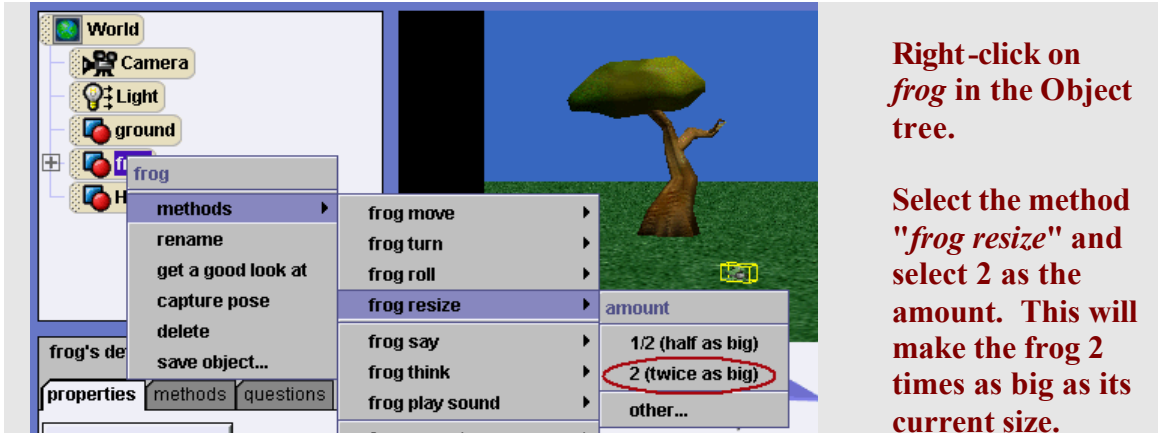 World
Camera
Light
ground
frog
methods
rename
get a good look at
capture pose
delete
save object...
frog move
frog turn
frog roll
frog resize
frog say
frog think
frog play sound
amount
1/2 (half as big)
2 (twice as big)
other...
frog's de
properties methods questions
Right-click on
frog in the Object
tree.
Select the method
"frog resize" and
select 2 as the
amount. This will
make the frog 2
times as big as its
current size.